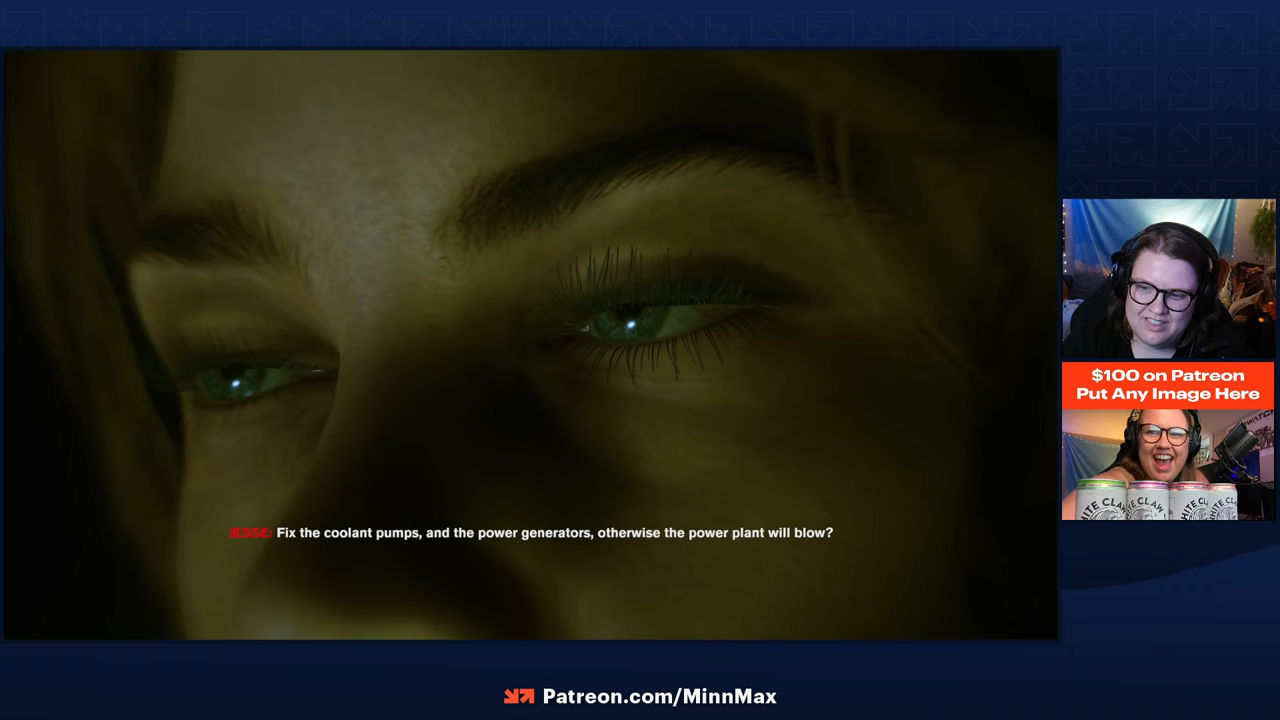 JESSE: Fix the coolant pumps, and the power generators, otherwise the power plant will blow?
$100 on Patreon
Put Any Image Here
Patreon.com/MinnMax